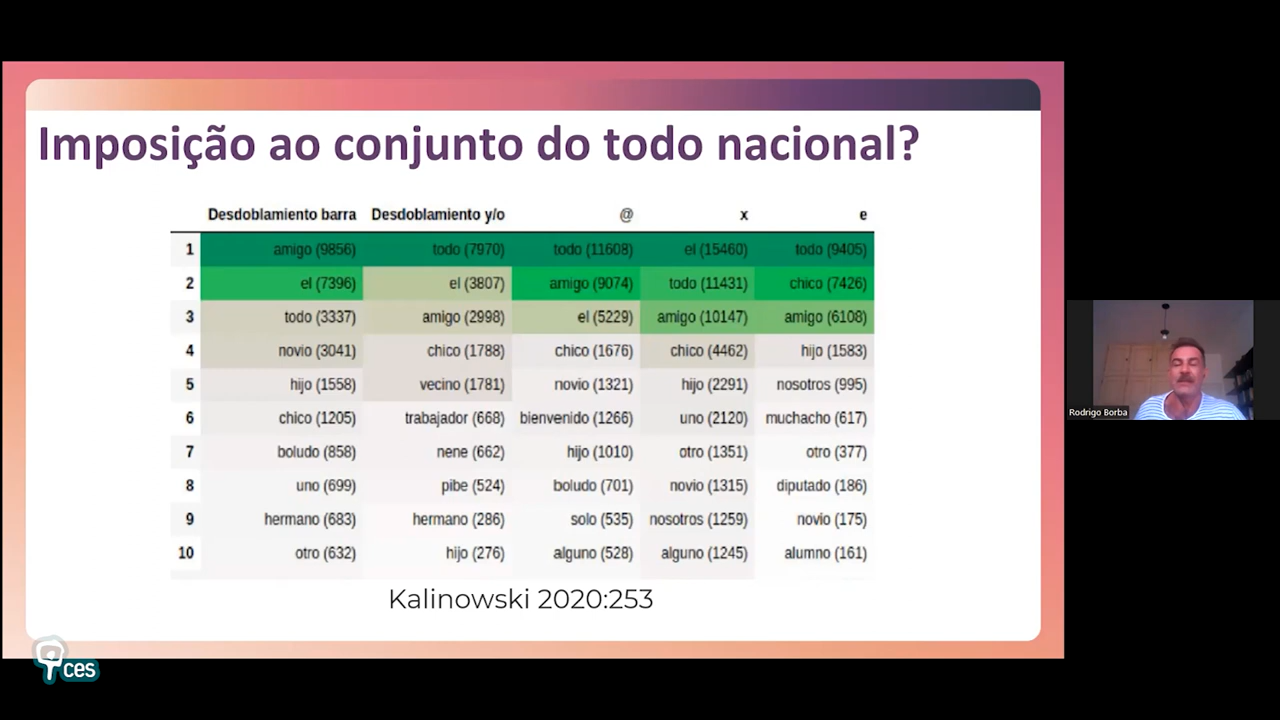 Imposição ao conjunto do todo nacional?
Desdoblamiento barra Desdoblamiento y/o @ x e
1 amigo (9856) todo (7970) todo (11608) el (15460) todo (9405)
2 el (7396) el (3807) amigo (9074) todo (11431) chico (7426)
3 todo (3337) amigo (2998) el (5229) amigo (10147) amigo (6108)
4 novio (3041) chico (1788) chico (1676) chico (4462) hijo (1583)
5 hijo (1558) vecino (1781) novio (1321) hijo (2291) nosotros (995)
6 chico (1205) trabajador (668) bienvenido (1266) uno (2120) muchacho (617)
7 boludo (858) nene (662) hijo (1010) otro (1351) otro (377)
8 uno (699) pibe (524) boludo (701) novio (1315) diputado (186)
9 hermano (683) hermano (286) solo (535) nosotros (1259) novio (175)
10 otro (632) hijo (276) alguno (528) alguno (1245) alumno (161)
Kalinowski 2020:253
Rodrigo Borba
ces